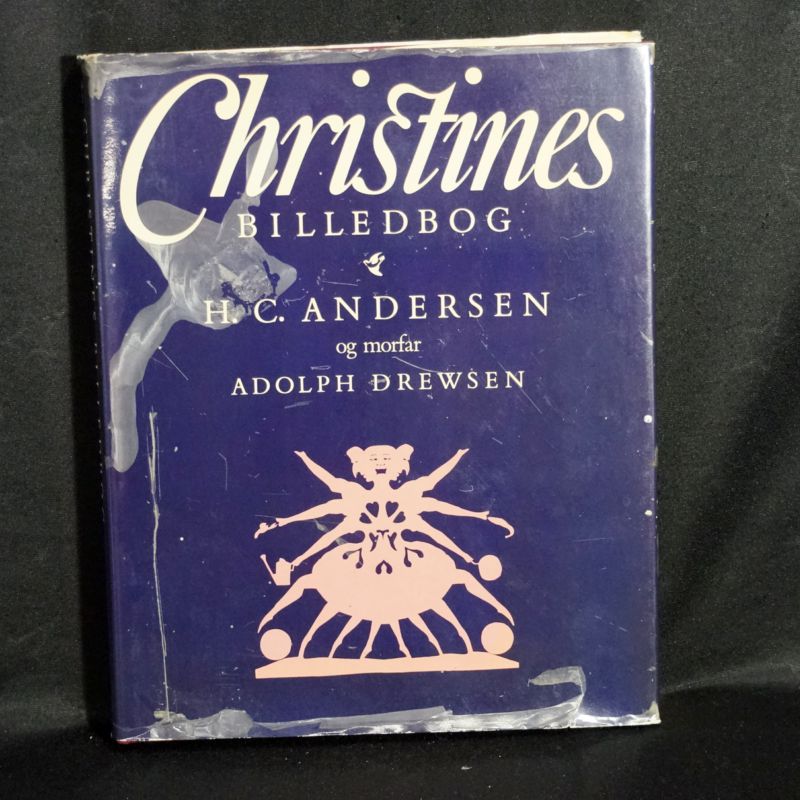 Christines
BILLEDBOG
H. C. ANDERSEN
og morfar
ADOLPH DREWSEN